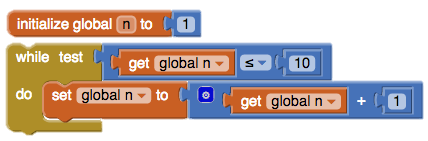 initialize global n to 1
while test get global n ≤ 10
do set global n to get global n + 1